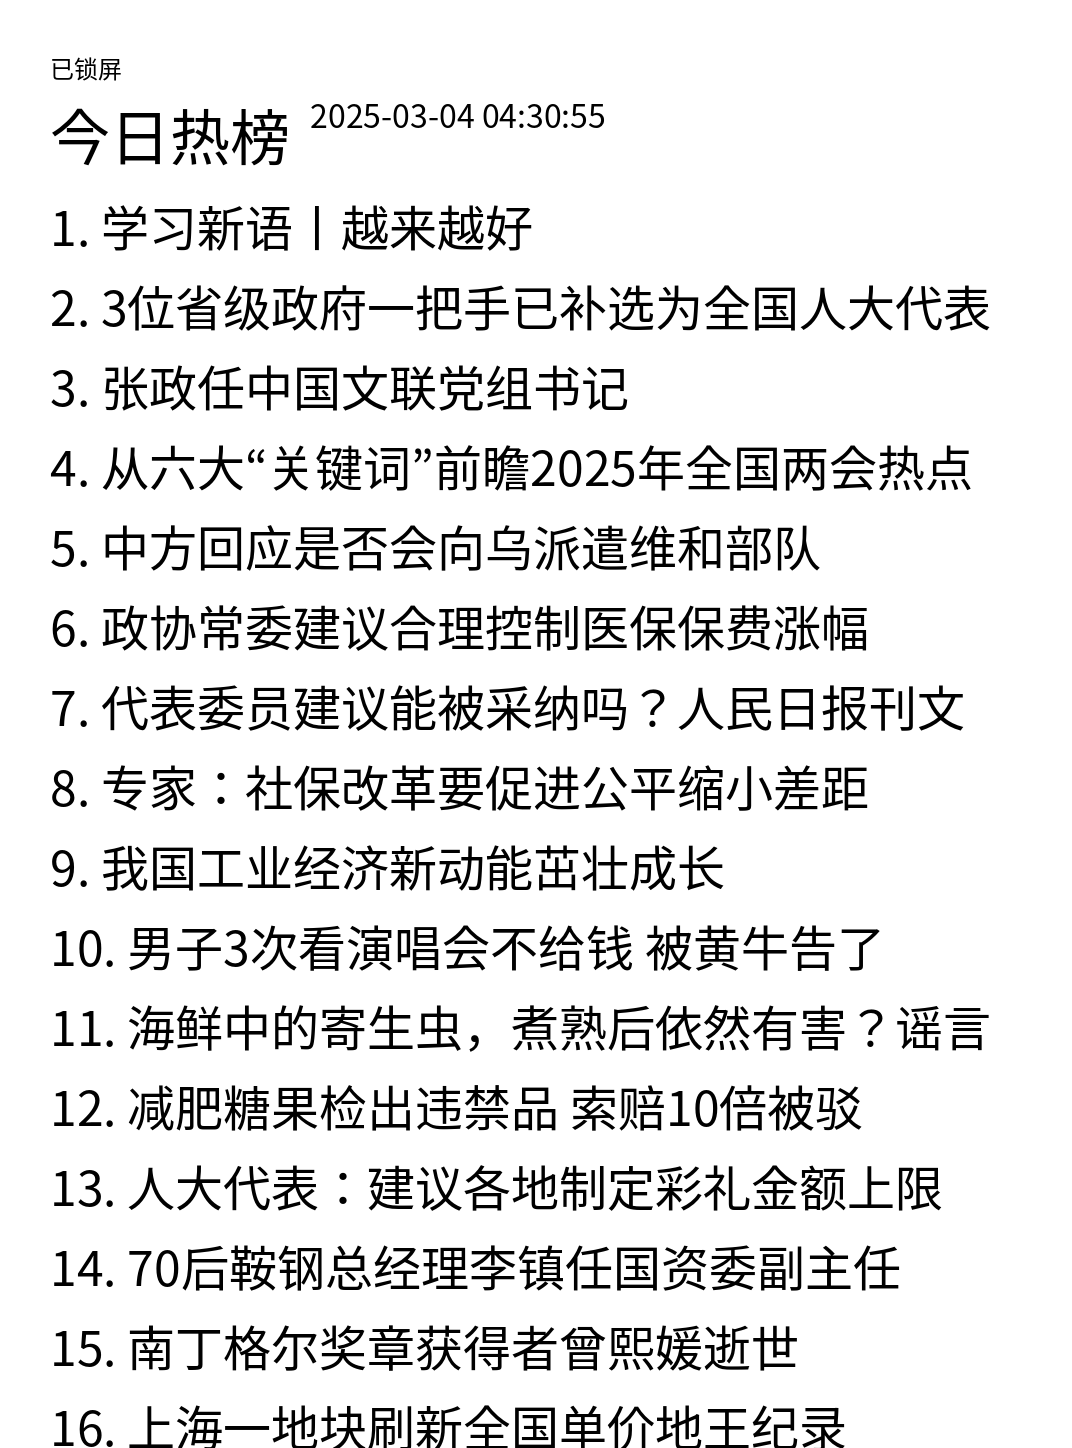 已锁屏
今日热榜 2025-03-04 04:30:55
1. 学习新语丨越来越好
2. 3位省级政府一把手已补选为全国人大代表
3. 张政任中国文联党组书记
4. 从六大“关键词”前瞻2025年全国两会热点
5. 中方回应是否会向乌派遣维和部队
6. 政协常委建议合理控制医保保费涨幅
7. 代表委员建议能被采纳吗？人民日报刊文
8. 专家：社保改革要促进公平缩小差距
9. 我国工业经济新动能茁壮成长
10. 男子3次看演唱会不给钱 被黄牛告了
11. 海鲜中的寄生虫，煮熟后依然有害？谣言
12. 减肥糖果检出违禁品 索赔10倍被驳
13. 人大代表：建议各地制定彩礼金额上限
14. 70后鞍钢总经理李镇任国资委副主任
15. 南丁格尔奖章获得者曾熙媛逝世
16. 上海一地块刷新全国单价地王纪录